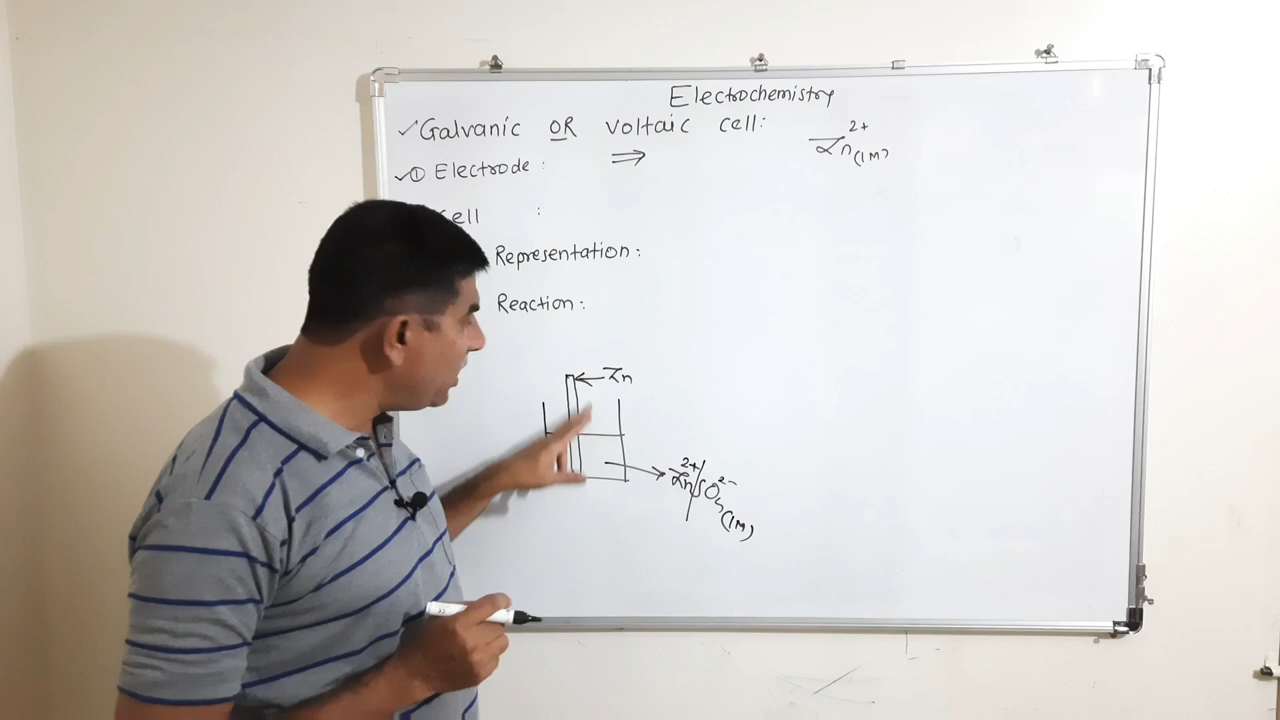 Electrochemistry
✓Galvanic OR voltaic cell: Zn²⁺(1M)
✓① Electrode : ⇒
cell :
Representation:
Reaction:
Zn
Zn²⁺/SO₄²⁻(1M)